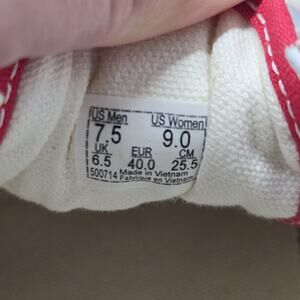 US Men US Women
7.5 9.0
UK EUR CM
6.5 40.0 25.5
500714 Made in Vietnam
Fabriqué en Vietnam